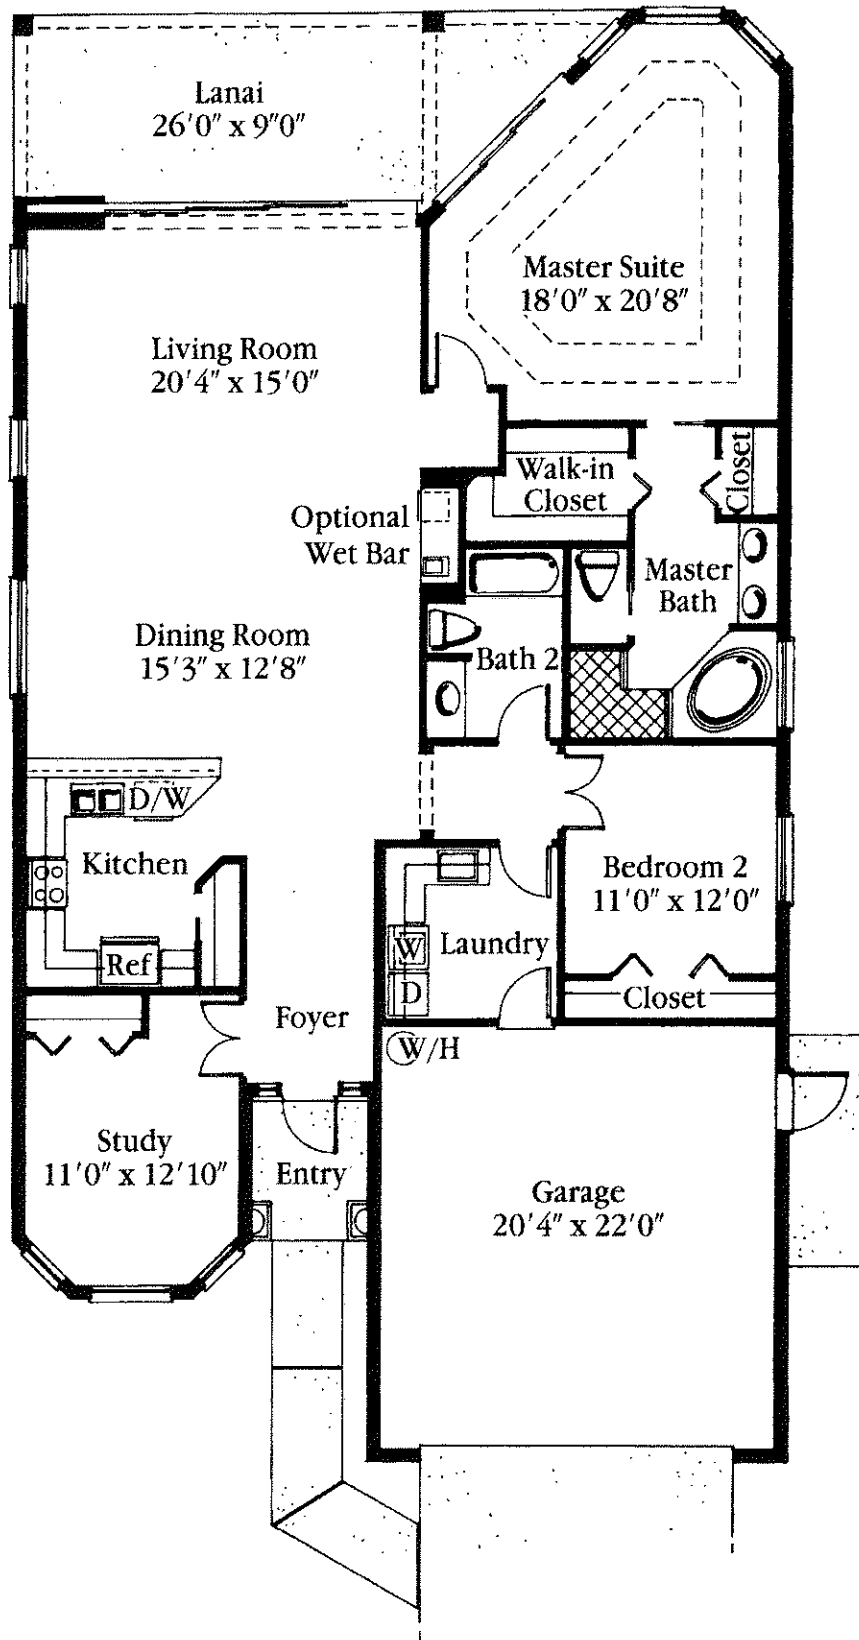 Lanai
26'0" x 9"0"
Master Suite
18'0" x 20'8"
Living Room
20'4" x 15'0"
Walk-in
Closet
Closet
Optional
Wet Bar
Master
Bath
Dining Room
15'3" x 12'8"
Bath 2
D/W
Kitchen
Bedroom 2
11'0" x 12'0"
Ref
W
Laundry
D
Closet
Foyer
W/H
Study
11'0" x 12'10"
Entry
Garage
20'4" x 22'0"